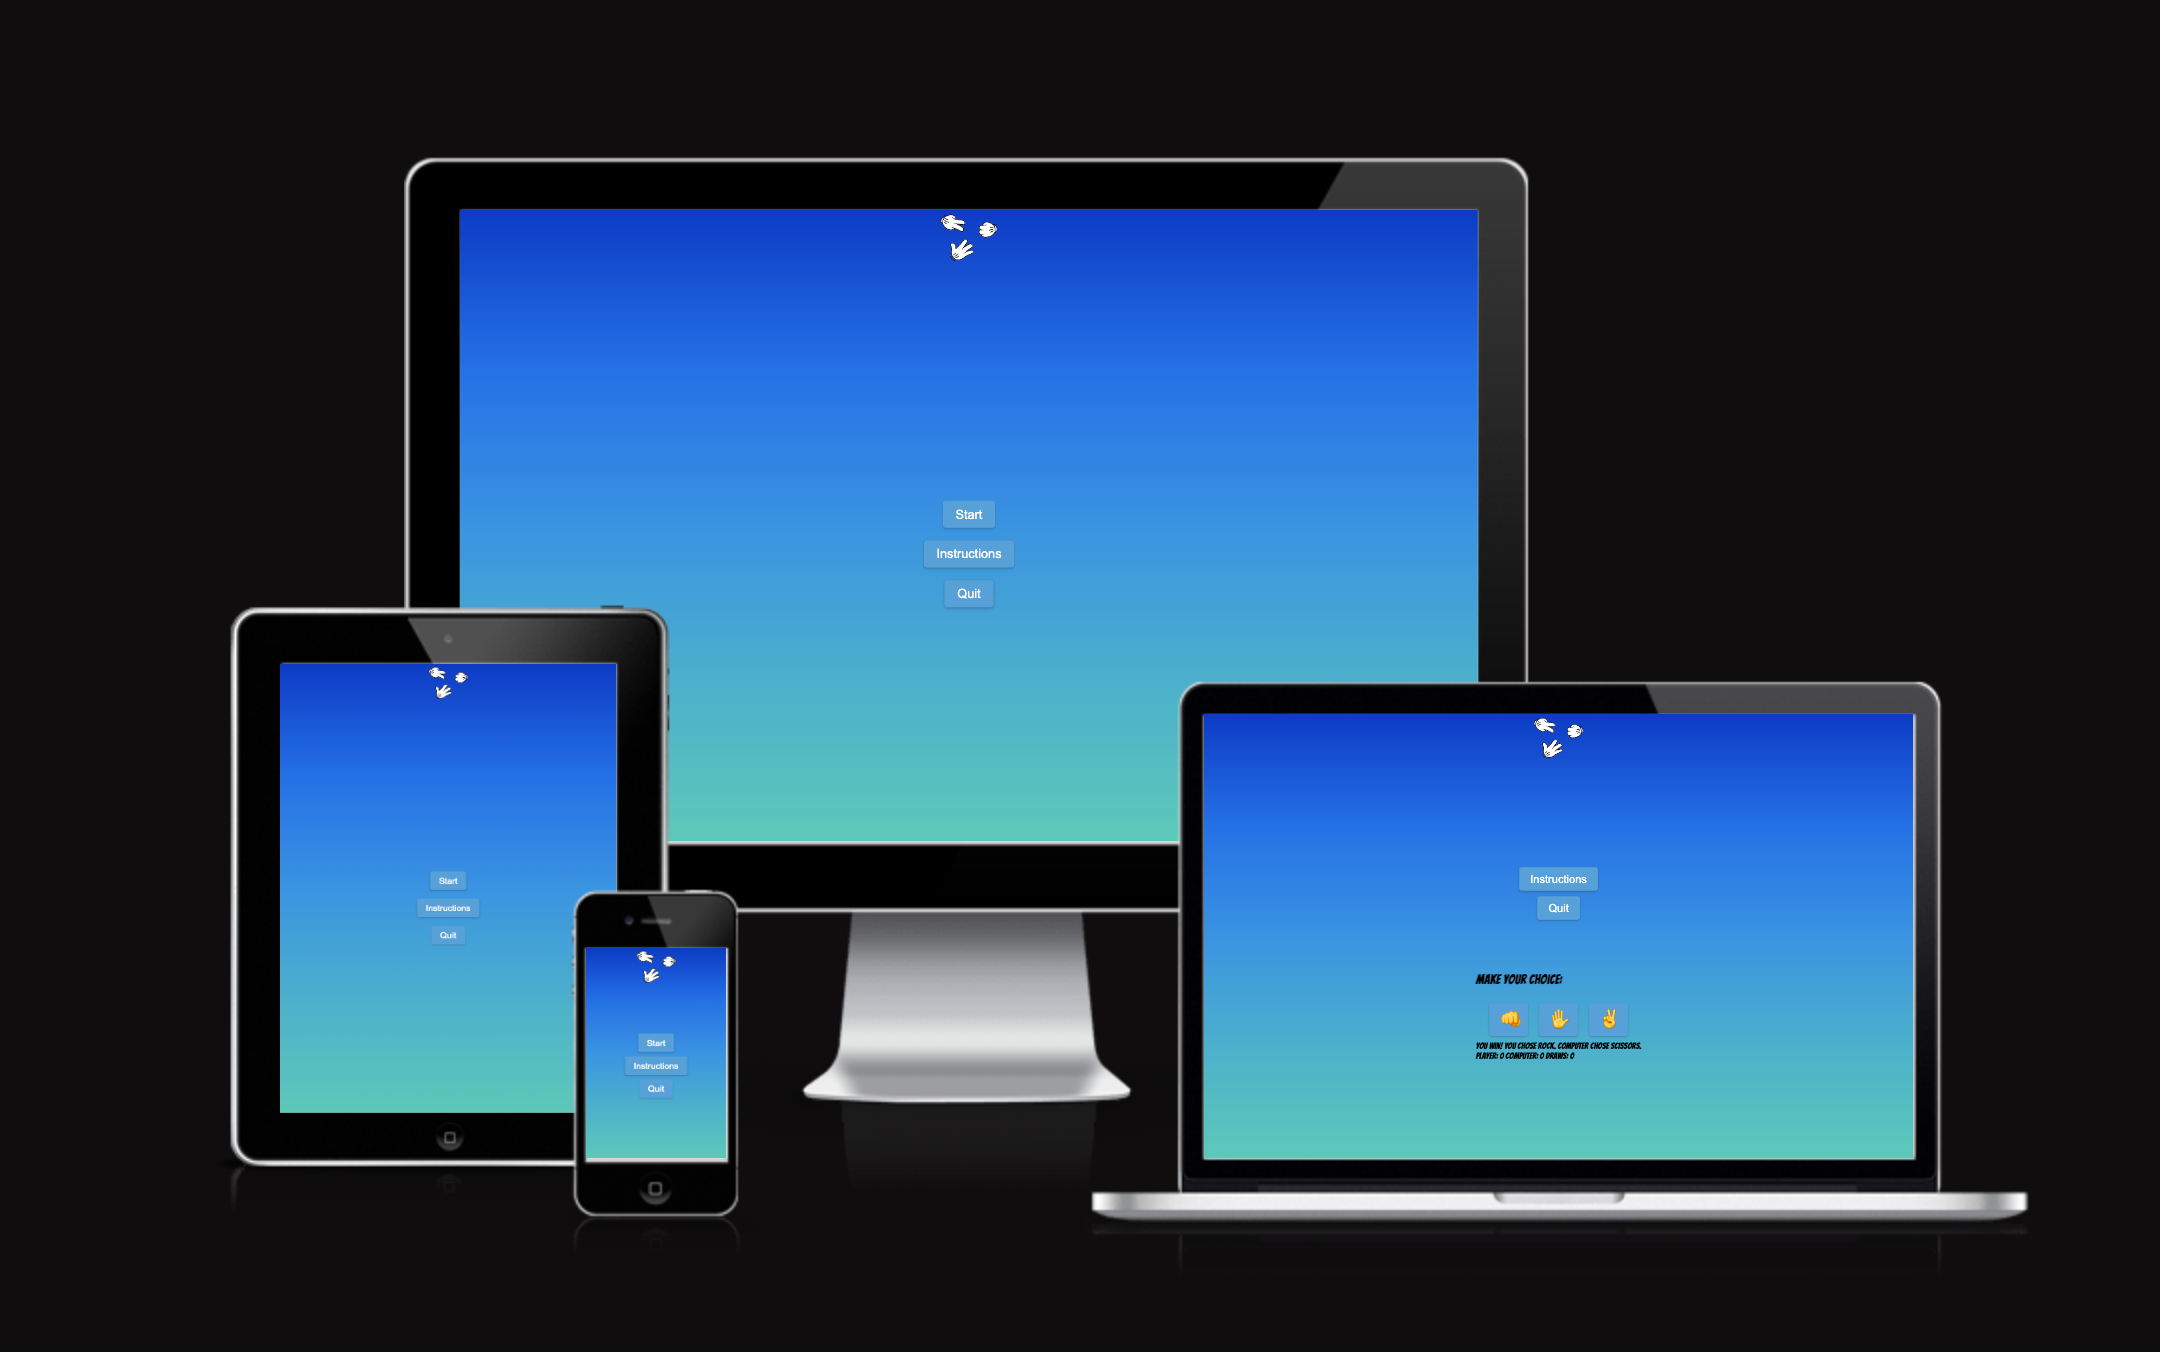 Start
Instructions
Quit
Start
Instructions
Quit
Start
Instructions
Quit
Instructions
Quit
MAKE YOUR CHOICE:
YOU WIN! YOU CHOSE ROCK. COMPUTER CHOSE SCISSORS.
PLAYER: 0 COMPUTER: 0 DRAWS: 0